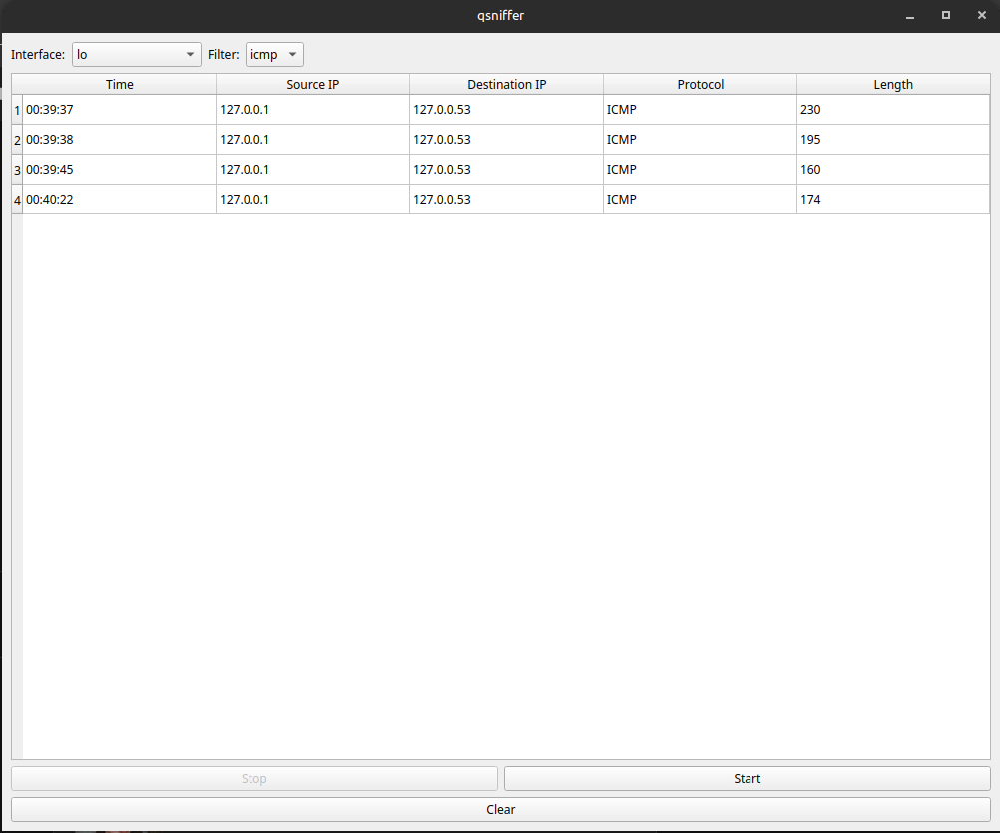 qsniffer
Interface: lo Filter: icmp
Time Source IP Destination IP Protocol Length
1 00:39:37 127.0.0.1 127.0.0.53 ICMP 230
2 00:39:38 127.0.0.1 127.0.0.53 ICMP 195
3 00:39:45 127.0.0.1 127.0.0.53 ICMP 160
4 00:40:22 127.0.0.1 127.0.0.53 ICMP 174
Stop Start
Clear